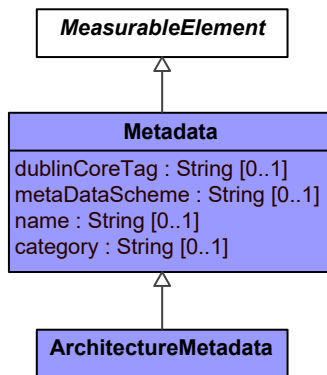 MeasurableElement
Metadata
dublinCoreTag : String [0..1]
metaDataScheme : String [0..1]
name : String [0..1]
category : String [0..1]
ArchitectureMetadata